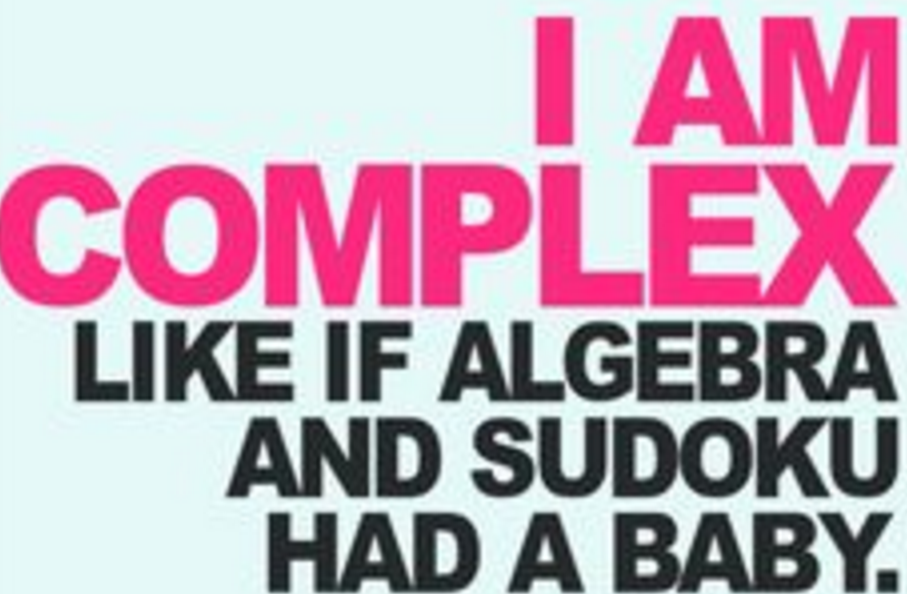 I AM
COMPLEX
LIKE IF ALGEBRA
AND SUDOKU
HAD A BABY.